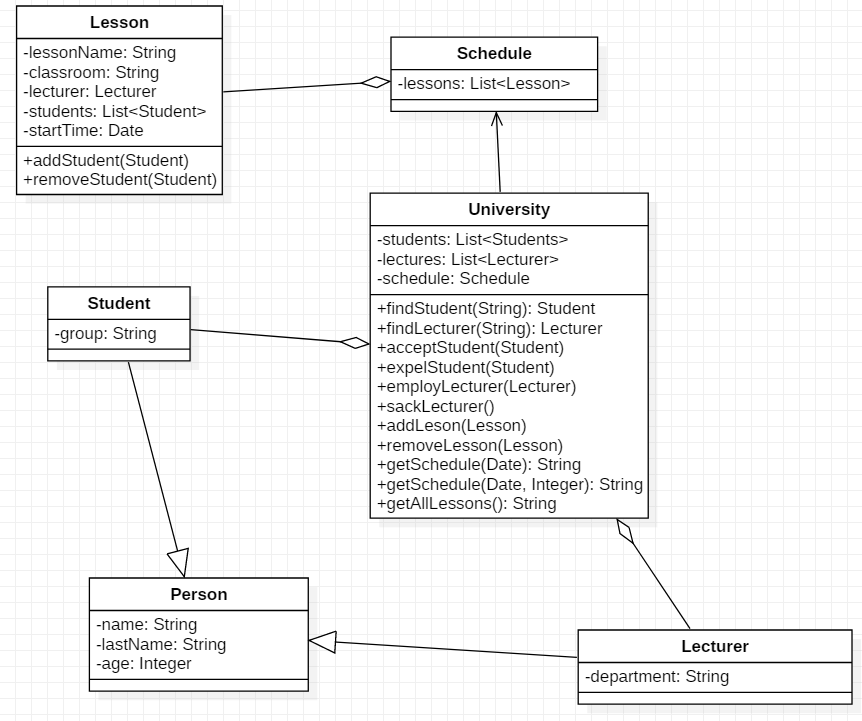 Lesson
-lessonName: String
-classroom: String
-lecturer: Lecturer
-students: List<Student>
-startTime: Date
+addStudent(Student)
+removeStudent(Student)
Schedule
-lessons: List<Lesson>
University
-students: List<Students>
-lectures: List<Lecturer>
-schedule: Schedule
+findStudent(String): Student
+findLecturer(String): Lecturer
+acceptStudent(Student)
+expelStudent(Student)
+employLecturer(Lecturer)
+sackLecturer()
+addLeson(Lesson)
+removeLesson(Lesson)
+getSchedule(Date): String
+getSchedule(Date, Integer): String
+getAllLessons(): String
Student
-group: String
Person
-name: String
-lastName: String
-age: Integer
Lecturer
-department: String